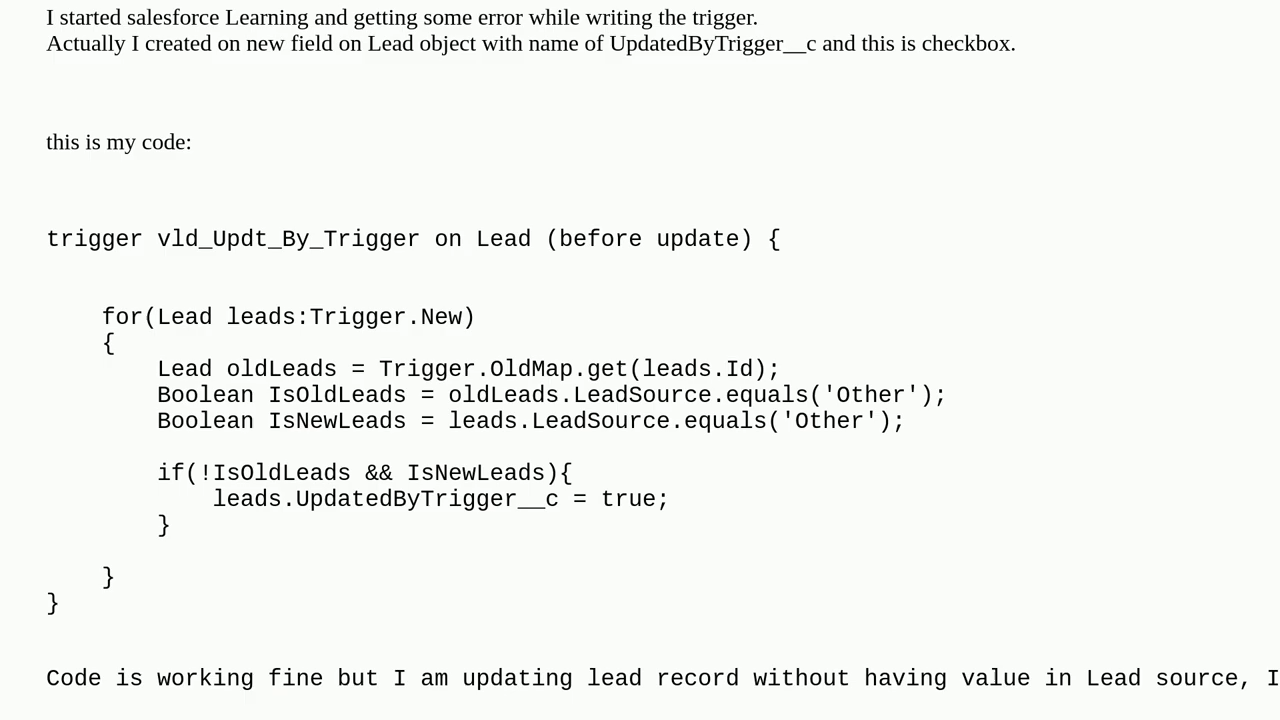 I started salesforce Learning and getting some error while writing the trigger.
Actually I created on new field on Lead object with name of UpdatedByTrigger__c and this is checkbox.
this is my code:
trigger vld_Updt_By_Trigger on Lead (before update) {
for(Lead leads:Trigger.New)
{
Lead oldLeads = Trigger.OldMap.get(leads.Id);
Boolean IsOldLeads = oldLeads.LeadSource.equals('Other');
Boolean IsNewLeads = leads.LeadSource.equals('Other');
if(!IsOldLeads && IsNewLeads){
leads.UpdatedByTrigger__c = true;
}
}
}
Code is working fine but I am updating lead record without having value in Lead source, I